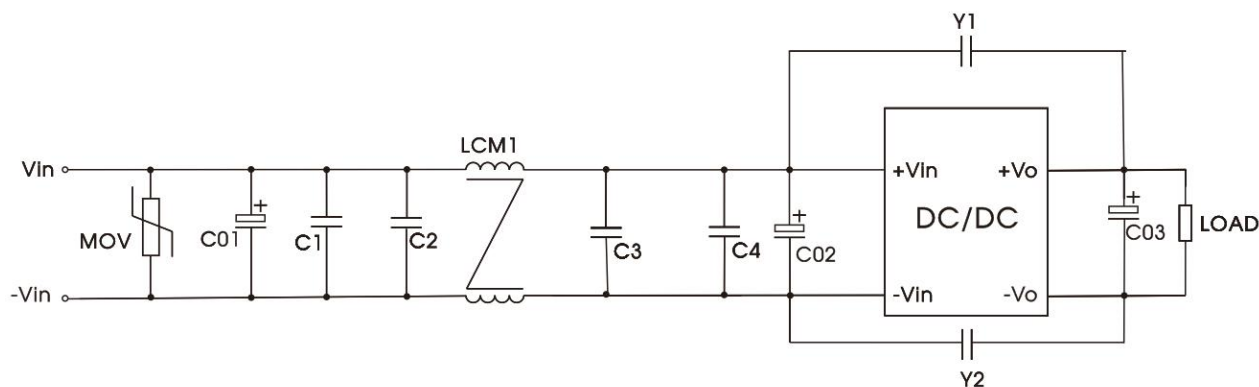 Y1
LCM1
Vin
+Vin +Vo
DC/DC
MOV C01 C1 C2 C3 C4 C02 C03 LOAD
-Vin -Vin -Vo
Y2